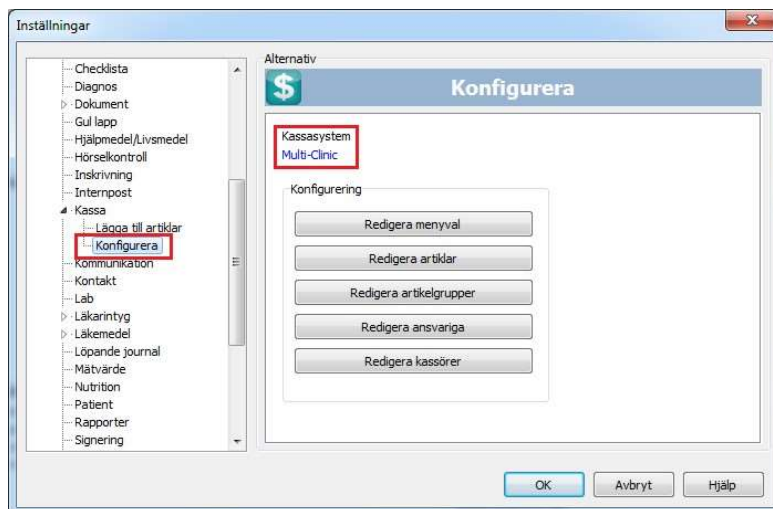 Inställningar
Checklista
Diagnos
Dokument
Gul lapp
Hjälpmedel/Livsmedel
Hörselkontroll
Inskrivning
Internpost
Kassa
Lägga till artiklar
Konfigurera
Kommunikation
Kontakt
Lab
Läkarintyg
Läkemedel
Löpande journal
Mätvärde
Nutrition
Patient
Rapporter
Signering
Alternativ
$ Konfigurera
Kassasystem
Multi-Clinic
Konfigurering
Redigera menyval
Redigera artiklar
Redigera artikelgrupper
Redigera ansvariga
Redigera kassörer
OK Avbryt Hjälp